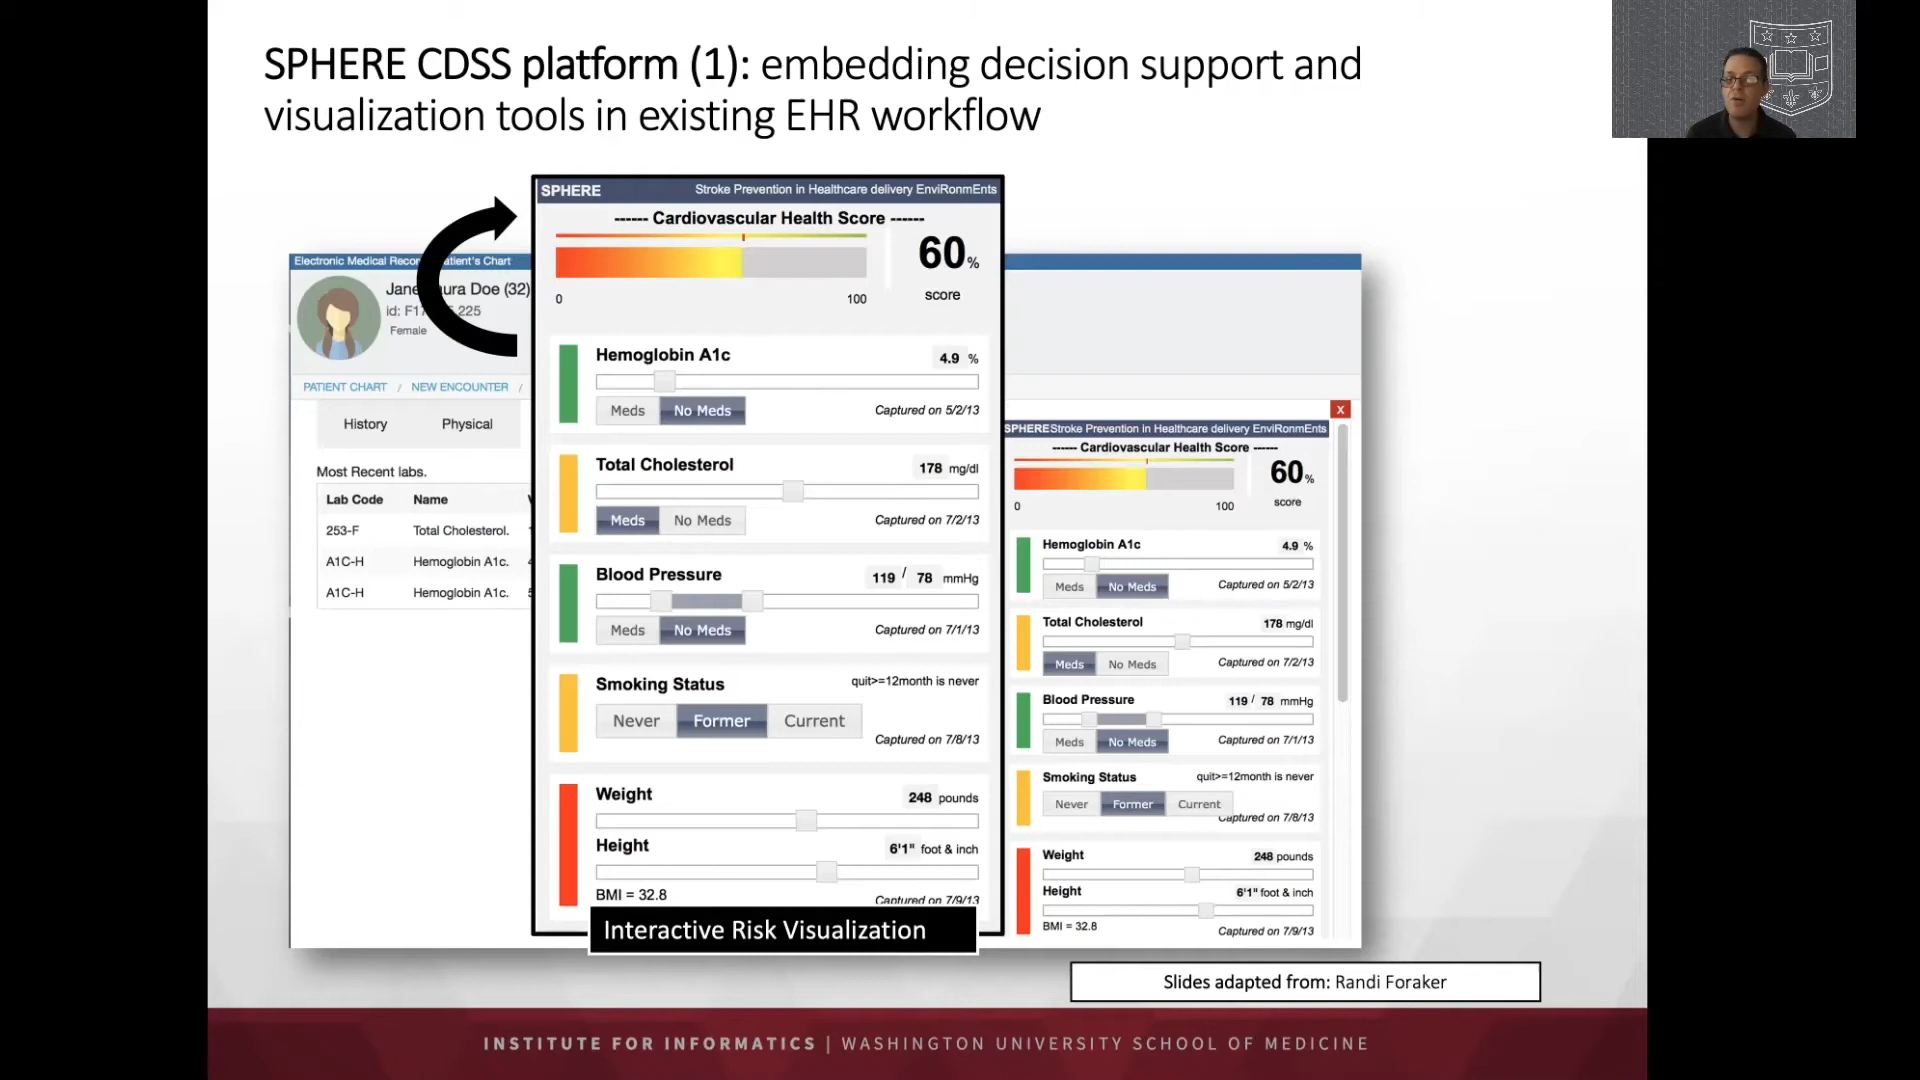 SPHERE CDSS platform (1): embedding decision support and
visualization tools in existing EHR workflow
SPHERE Stroke Prevention in Healthcare delivery EnviRonmEnts
------ Cardiovascular Health Score ------
60%
score
0 100
Hemoglobin A1c 4.9 %
Meds No Meds Captured on 5/2/13
Total Cholesterol 178 mg/dl
Meds No Meds Captured on 7/2/13
Blood Pressure 119 / 78 mmHg
Meds No Meds Captured on 7/1/13
Smoking Status quit>=12month is never
Never Former Current
Captured on 7/8/13
Weight 248 pounds
Height 6'1" foot & inch
BMI = 32.8 Captured on 7/9/13
Interactive Risk Visualization
Electronic Medical Recor atient's Chart
Jane aura Doe (32)
id: F17 225
Female
PATIENT CHART / NEW ENCOUNTER /
History Physical
Most Recent labs.
Lab Code Name
253-F Total Cholesterol.
A1C-H Hemoglobin A1c.
A1C-H Hemoglobin A1c.
X
SPHERE Stroke Prevention in Healthcare delivery EnviRonmEnts
------ Cardiovascular Health Score ------
60%
score
0 100
Hemoglobin A1c 4.9 %
Meds No Meds Captured on 5/2/13
Total Cholesterol 178 mg/dl
Meds No Meds Captured on 7/2/13
Blood Pressure 119 / 78 mmHg
Meds No Meds Captured on 7/1/13
Smoking Status quit>=12month is never
Never Former Current
Captured on 7/8/13
Weight 248 pounds
Height 6'1" foot & inch
BMI = 32.8 Captured on 7/9/13
Slides adapted from: Randi Foraker
INSTITUTE FOR INFORMATICS | WASHINGTON UNIVERSITY SCHOOL OF MEDICINE